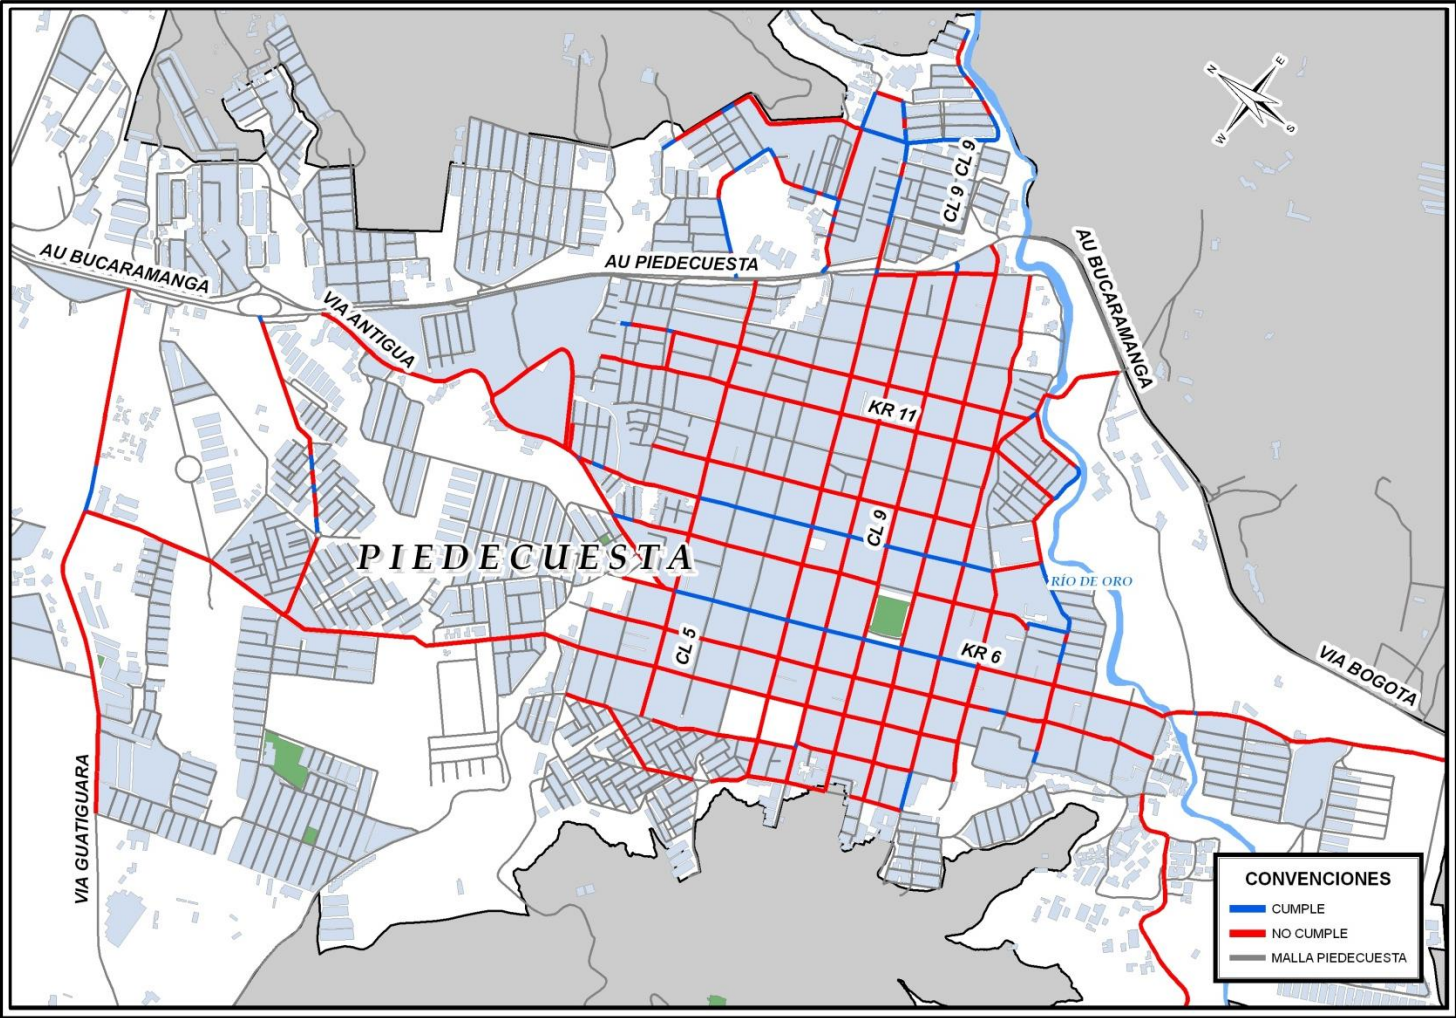 N
E
W
S
CL 9
CL 9
AU BUCARAMANGA
AU PIEDECUESTA
AU BUCARAMANGA
VIA ANTIGUA
KR 11
CL 9
PIEDECUESTA
RÍO DE ORO
CL 5
KR 6
VIA BOGOTA
VIA GUATIGUARA
CONVENCIONES
CUMPLE
NO CUMPLE
MALLA PIEDECUESTA